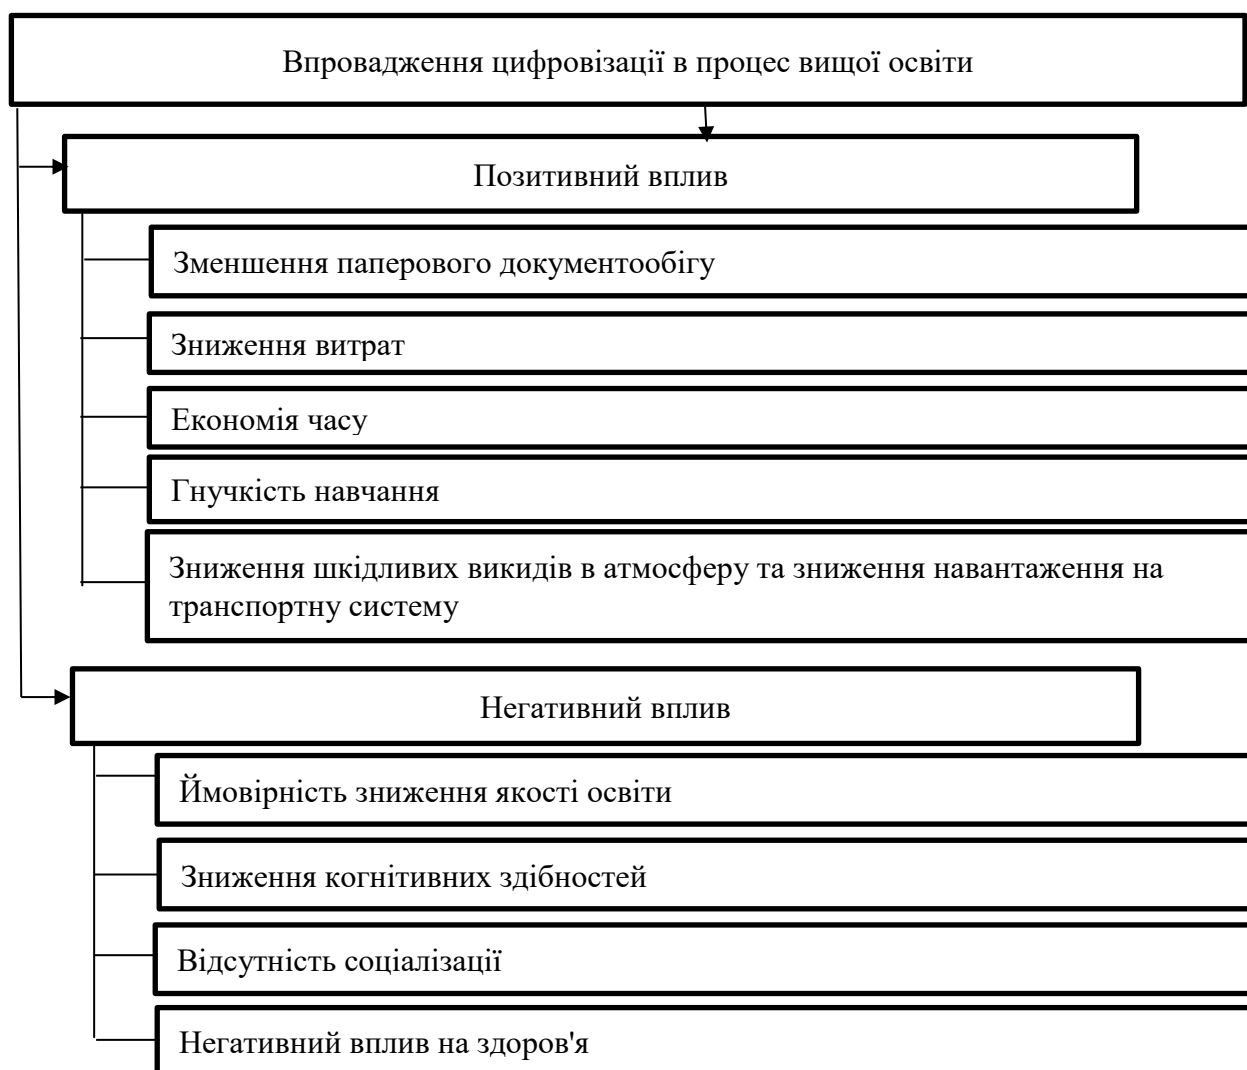 Впровадження цифровізації в процес вищої освіти
Позитивний вплив
Зменшення паперового документообігу
Зниження витрат
Економія часу
Гнучкість навчання
Зниження шкідливих викидів в атмосферу та зниження навантаження на
транспортну систему
Негативний вплив
Ймовірність зниження якості освіти
Зниження когнітивних здібностей
Відсутність соціалізації
Негативний вплив на здоров'я